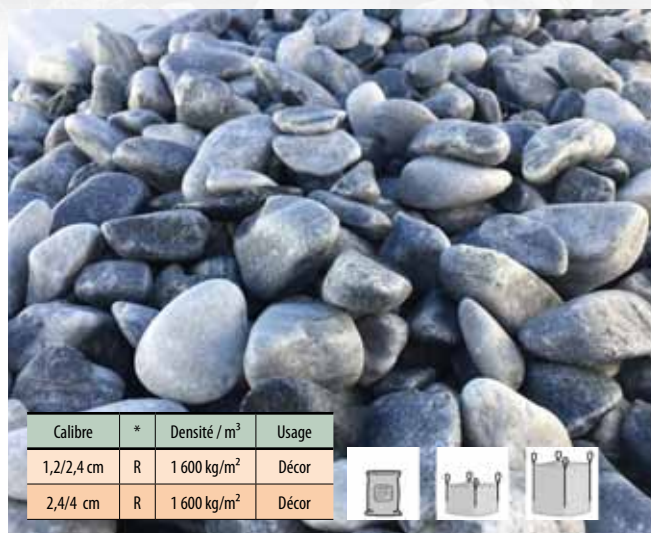 Calibre * Densité / m³ Usage
1,2/2,4 cm R 1 600 kg/m² Décor
2,4/4 cm R 1 600 kg/m² Décor